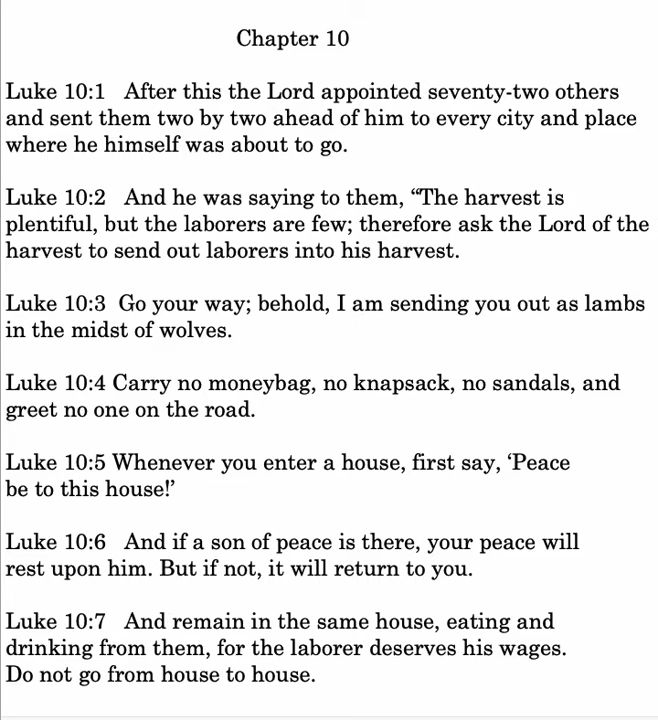 Chapter 10
Luke 10:1 After this the Lord appointed seventy-two others
and sent them two by two ahead of him to every city and place
where he himself was about to go.
Luke 10:2 And he was saying to them, “The harvest is
plentiful, but the laborers are few; therefore ask the Lord of the
harvest to send out laborers into his harvest.
Luke 10:3 Go your way; behold, I am sending you out as lambs
in the midst of wolves.
Luke 10:4 Carry no moneybag, no knapsack, no sandals, and
greet no one on the road.
Luke 10:5 Whenever you enter a house, first say, ‘Peace
be to this house!’
Luke 10:6 And if a son of peace is there, your peace will
rest upon him. But if not, it will return to you.
Luke 10:7 And remain in the same house, eating and
drinking from them, for the laborer deserves his wages.
Do not go from house to house.